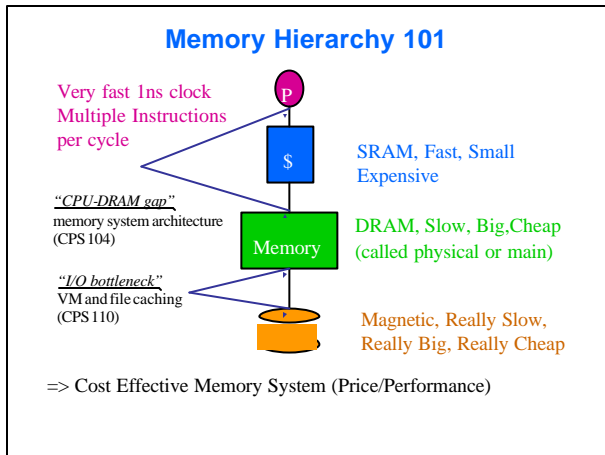 Memory Hierarchy 101
Very fast 1ns clock
Multiple Instructions
per cycle
P
$
SRAM, Fast, Small
Expensive
"CPU-DRAM gap"
memory system architecture
(CPS 104)
Memory
DRAM, Slow, Big,Cheap
(called physical or main)
"I/O bottleneck"
VM and file caching
(CPS 110)
Magnetic, Really Slow,
Really Big, Really Cheap
=> Cost Effective Memory System (Price/Performance)